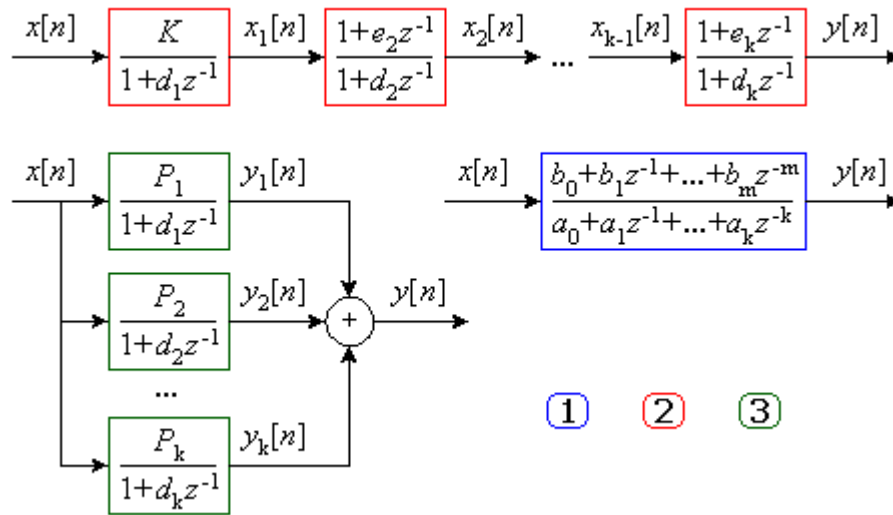 x[n] K x₁[n] 1+e₂z⁻¹ x₂[n] x₍k-1₎[n] 1+eₖz⁻¹ y[n]
1+d₁z⁻¹ 1+d₂z⁻¹ ... 1+dₖz⁻¹
x[n] P₁ y₁[n] x[n] b₀+b₁z⁻¹+...+bₘz⁻ᵐ y[n]
1+d₁z⁻¹ a₀+a₁z⁻¹+...+aₖz⁻ᵏ
P₂ y₂[n] + y[n]
1+d₂z⁻¹
...
1 2 3
Pₖ yₖ[n]
1+dₖz⁻¹